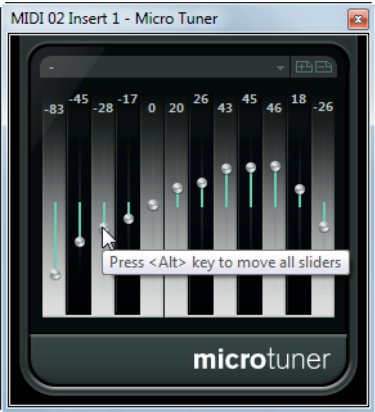 MIDI 02 Insert 1 - Micro Tuner
-
-83 -45 -28 -17 0 20 26 43 45 46 18 -26
Press <Alt> key to move all sliders
microtuner